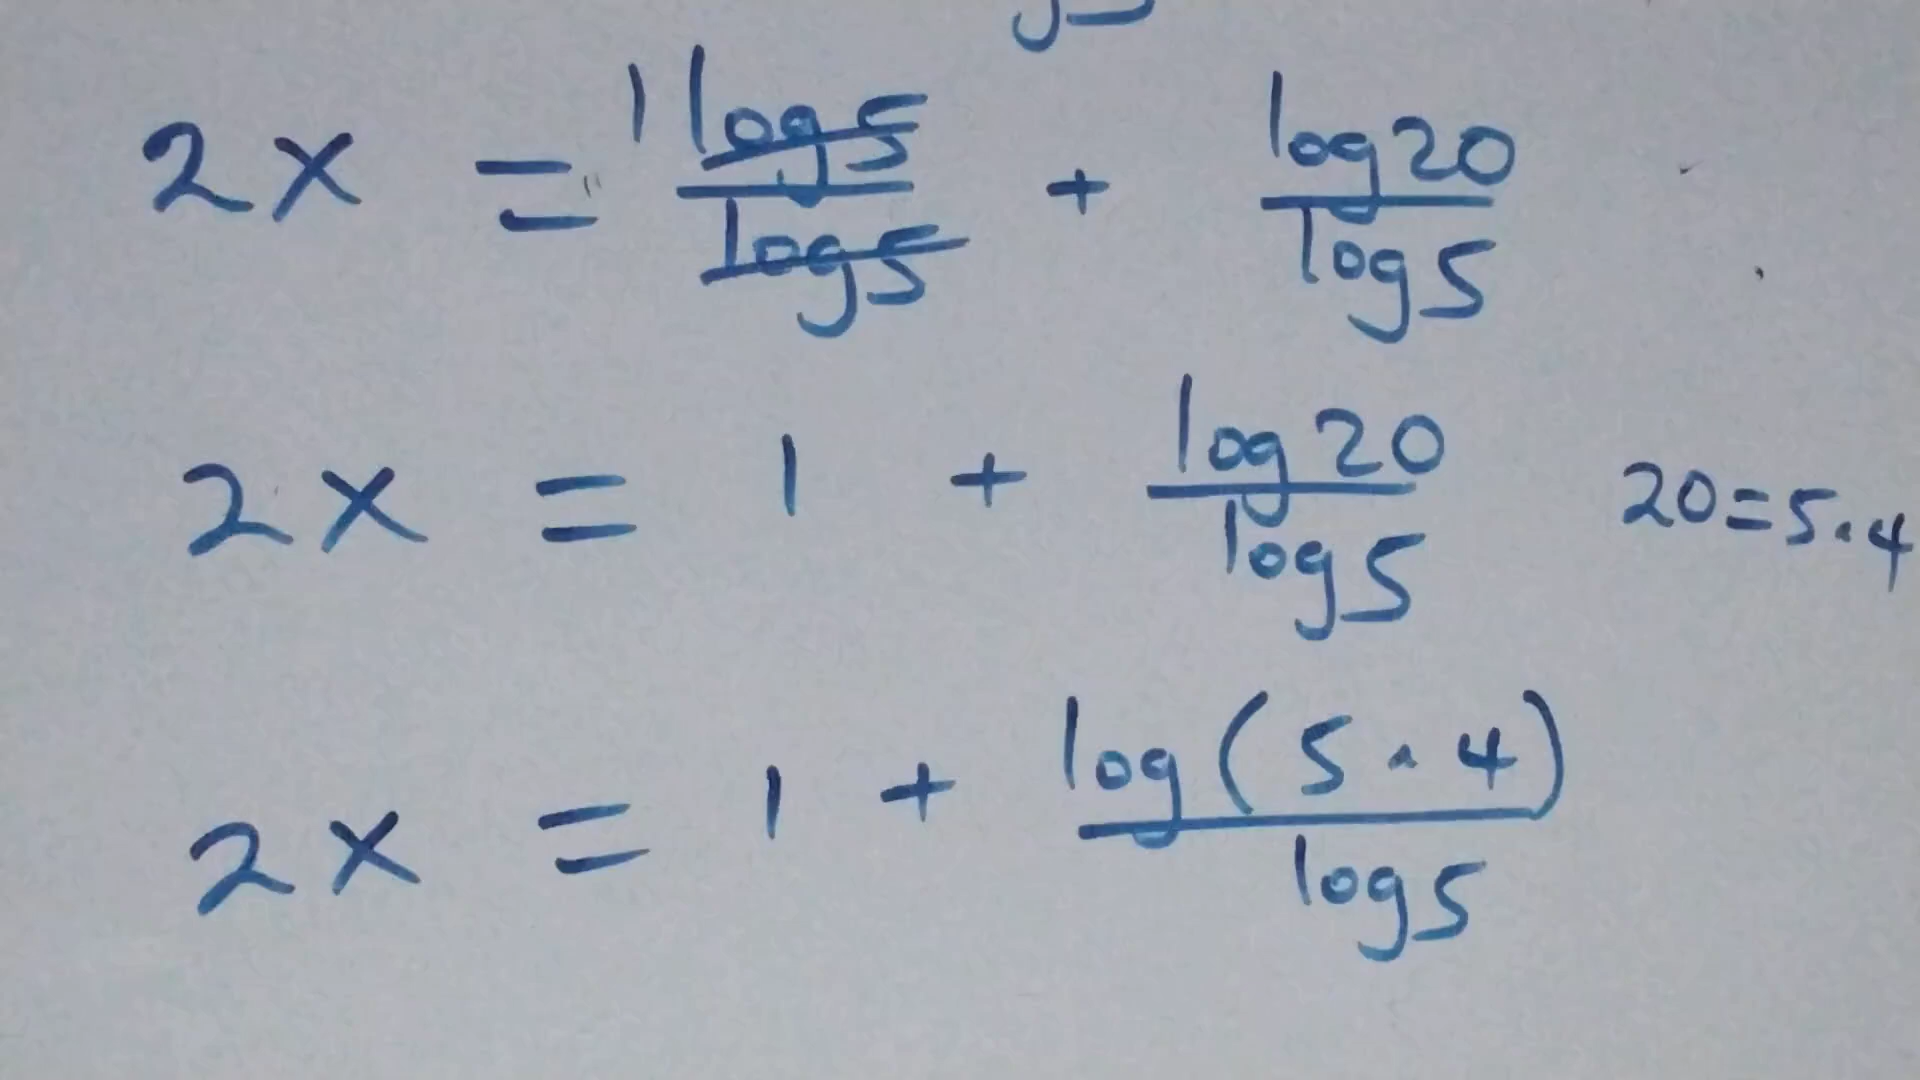 2x = 1 log5/log5 + log20/log5
2x = 1 + log20/log5 20=5·4
2x = 1 + log(5·4)/log5